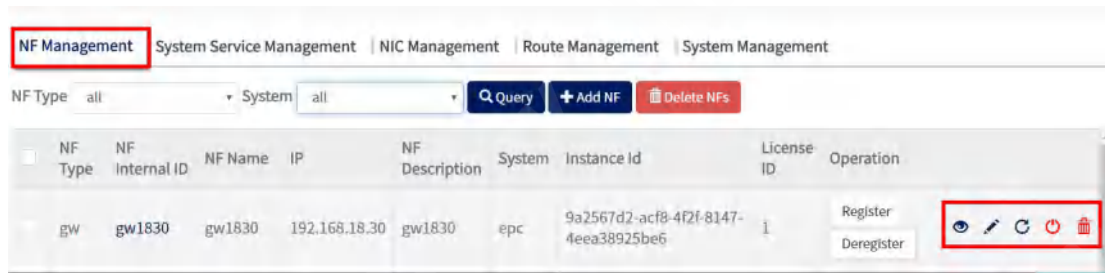 NF Management System Service Management NIC Management Route Management System Management
NF Type all System all Query + Add NF Delete NFs
NF Type NF Internal ID NF Name IP NF Description System Instance Id License ID Operation
gw gw1830 gw1830 192.168.18.30 gw1830 epc 9a2567d2-acf8-4f2f-8147-4eea38925be6 1 Register
Deregister